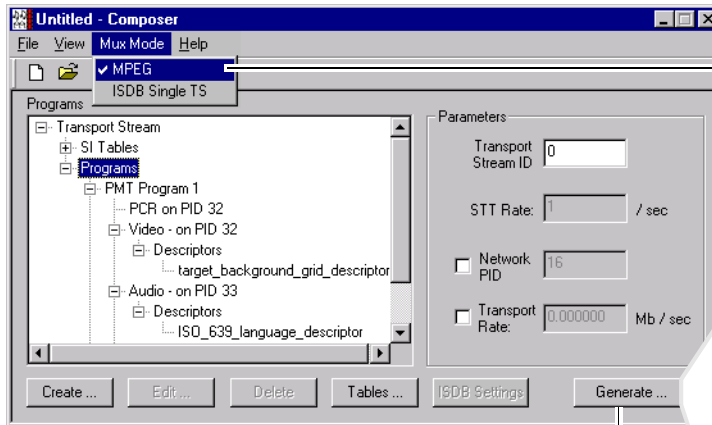 Untitled - Composer
File View Mux Mode Help
MPEG
ISDB Single TS
Programs
Transport Stream
SI Tables
Programs
PMT Program 1
PCR on PID 32
Video - on PID 32
Descriptors
target_background_grid_descriptor
Audio - on PID 33
Descriptors
ISO_639_language_descriptor
Parameters
Transport Stream ID
0
STT Rate: 1 / sec
Network PID
16
Transport Rate:
0.000000 Mb / sec
Create ... Edit ... Delete Tables ... ISDB Settings Generate ...